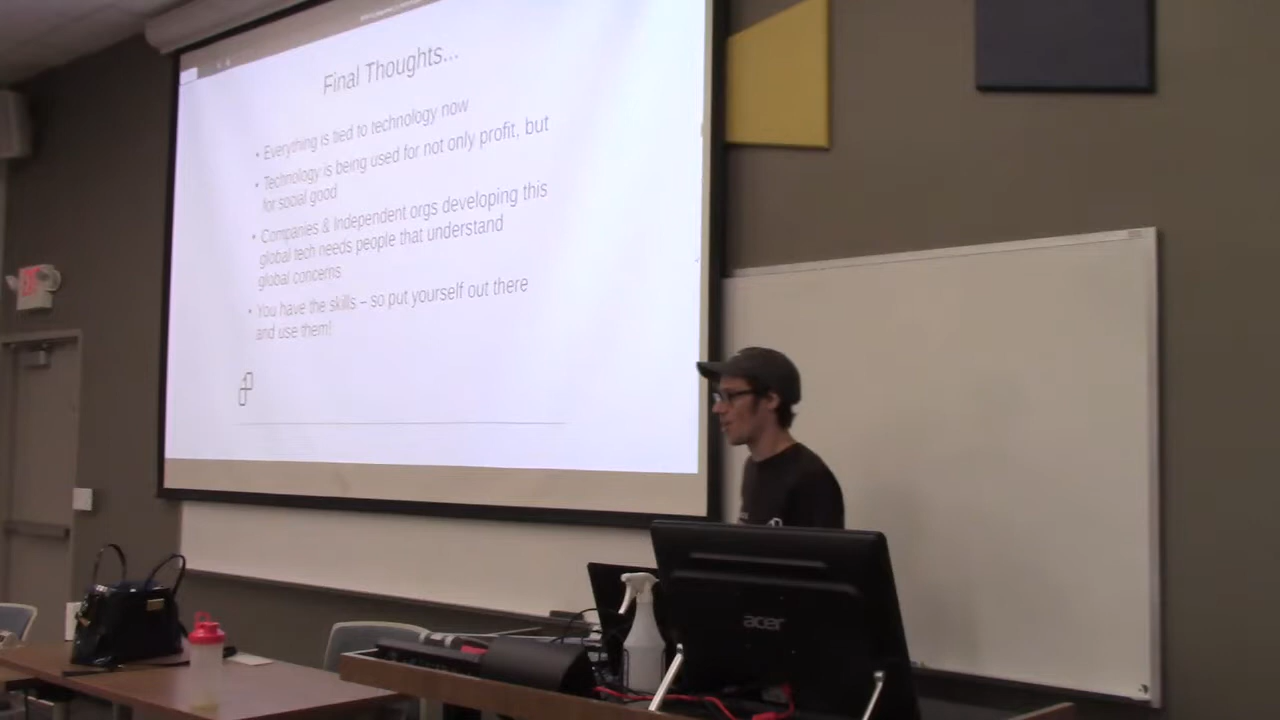 Final Thoughts...
• Everything is tied to technology now
• Technology is being used for not only profit, but
for social good
• Companies & Independent orgs developing this
global tech needs people that understand
global concerns
• You have the skills – so put yourself out there
and use them!
acer